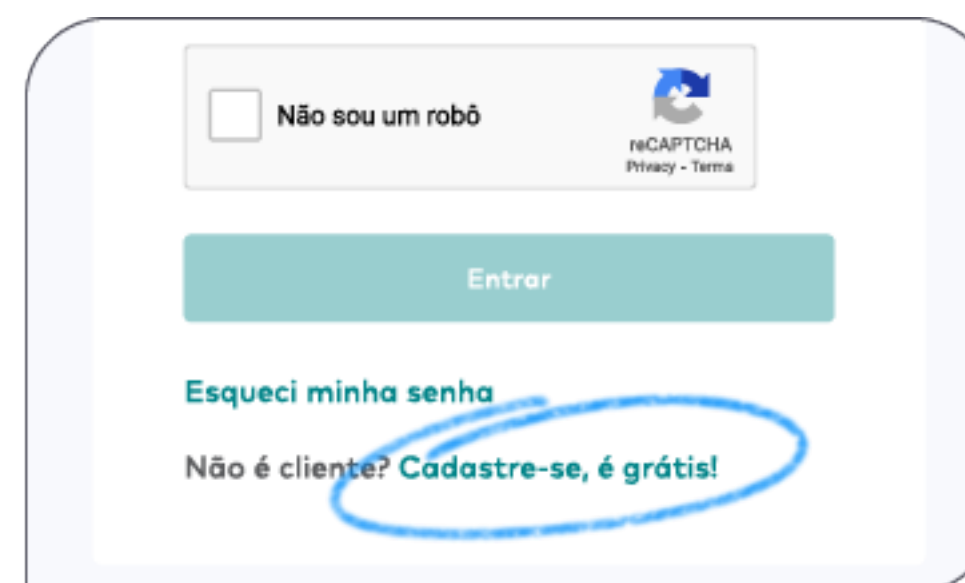 Não sou um robô
reCAPTCHA
Privacy - Terms
Entrar
Esqueci minha senha
Não é cliente? Cadastre-se, é grátis!